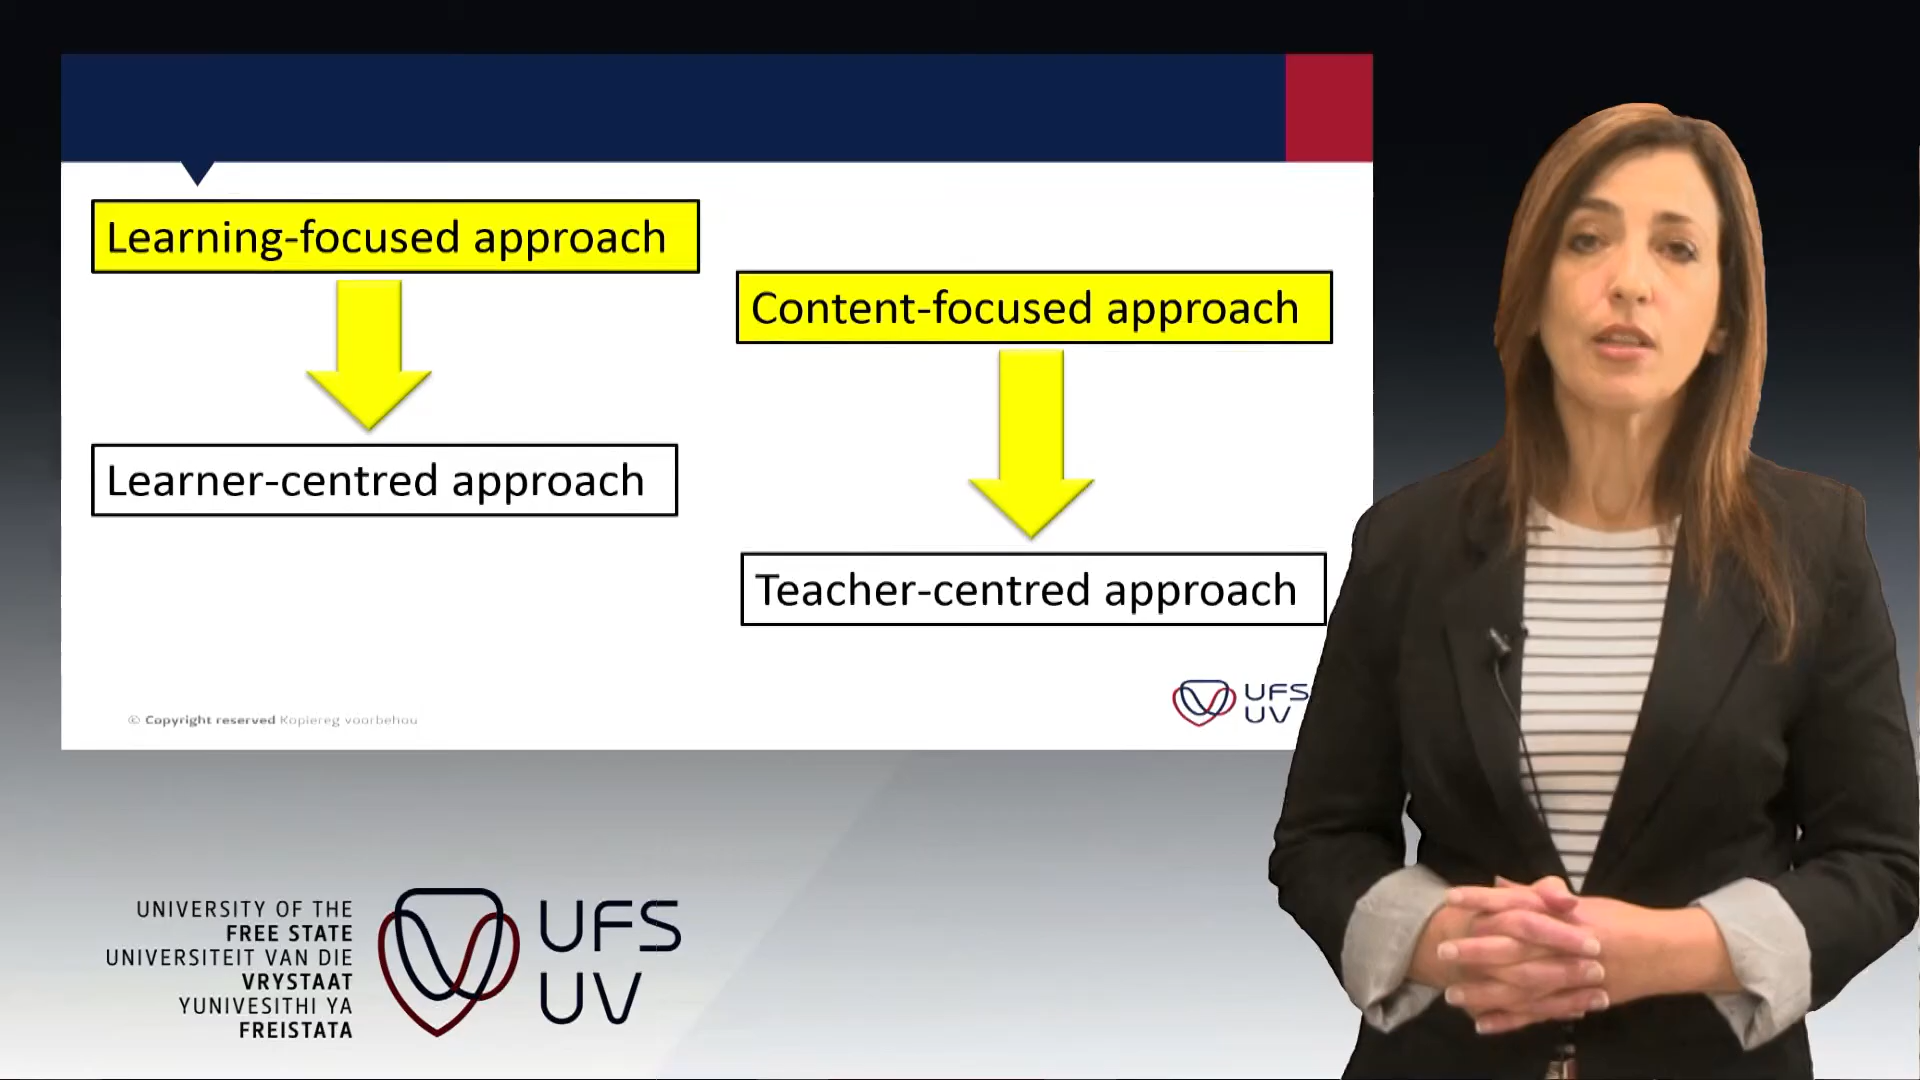 Learning-focused approach
Content-focused approach
Learner-centred approach
Teacher-centred approach
© Copyright reserved Kopiereg voorbehou
UFS
UV
UNIVERSITY OF THE
FREE STATE
UNIVERSITEIT VAN DIE
VRYSTAAT
YUNIVESITHI YA
FREISTATA
UFS
UV